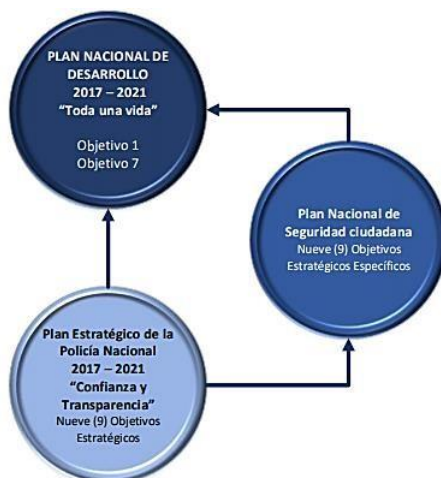 PLAN NACIONAL DE
DESARROLLO
2017 – 2021
“Toda una vida”
Objetivo 1
Objetivo 7
Plan Nacional de
Seguridad ciudadana
Nueve (9) Objetivos
Estratégicos Específicos
Plan Estratégico de la
Policía Nacional
2017 – 2021
“Confianza y
Transparencia”
Nueve (9) Objetivos
Estratégicos